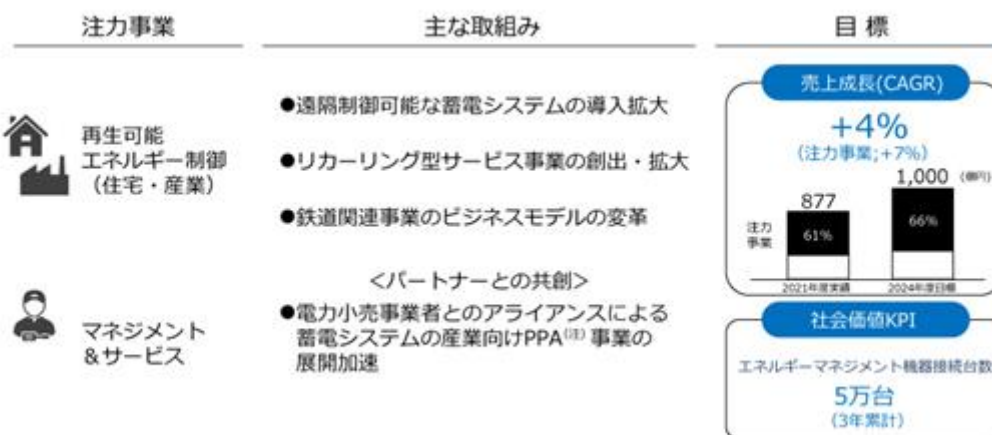 注力事業
主な取組み
目標
再生可能
エネルギー制御
（住宅・産業）
マネジメント
＆サービス
●遠隔制御可能な蓄電システムの導入拡大
●リカーリング型サービス事業の創出・拡大
●鉄道関連事業のビジネスモデルの変革
＜パートナーとの共創＞
●電力小売事業者とのアライアンスによる
蓄電システムの産業向けPPA(注) 事業の
展開加速
売上成長(CAGR)
+4%
(注力事業;+7%)
1,000 (億円)
877
注力
事業
61%
66%
2021年度実績
2024年度目標
社会価値KPI
エネルギーマネジメント機器接続台数
5万台
(3年累計)